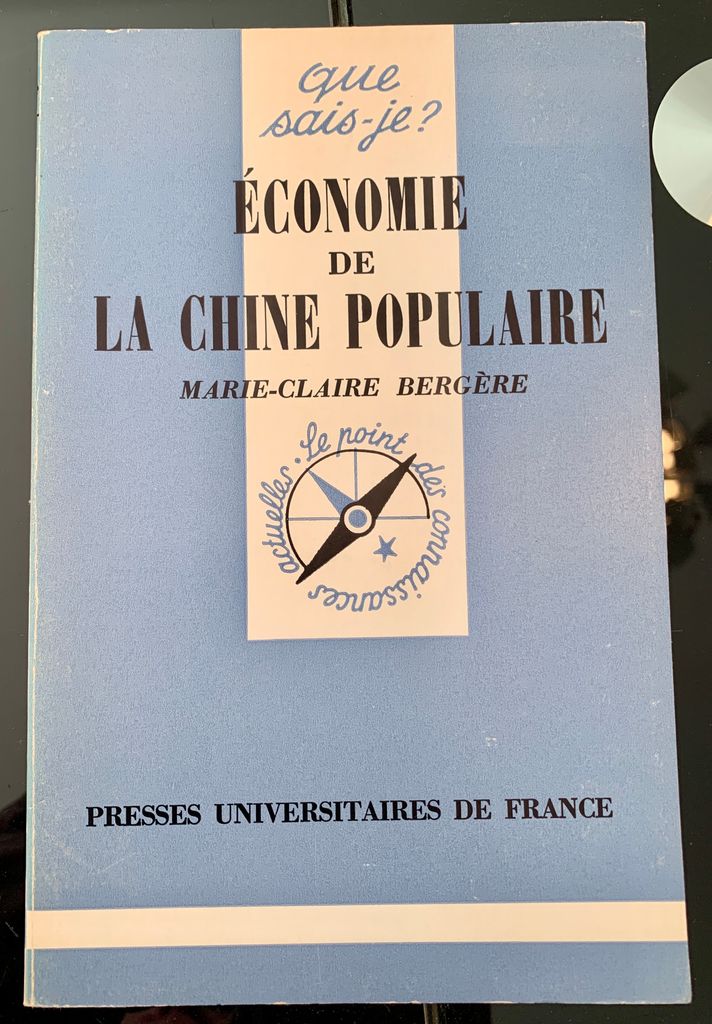 que
sais-je?
ÉCONOMIE
DE
LA CHINE POPULAIRE
MARIE-CLAIRE BERGÈRE
Le point des connaissances actuelles.
PRESSES UNIVERSITAIRES DE FRANCE